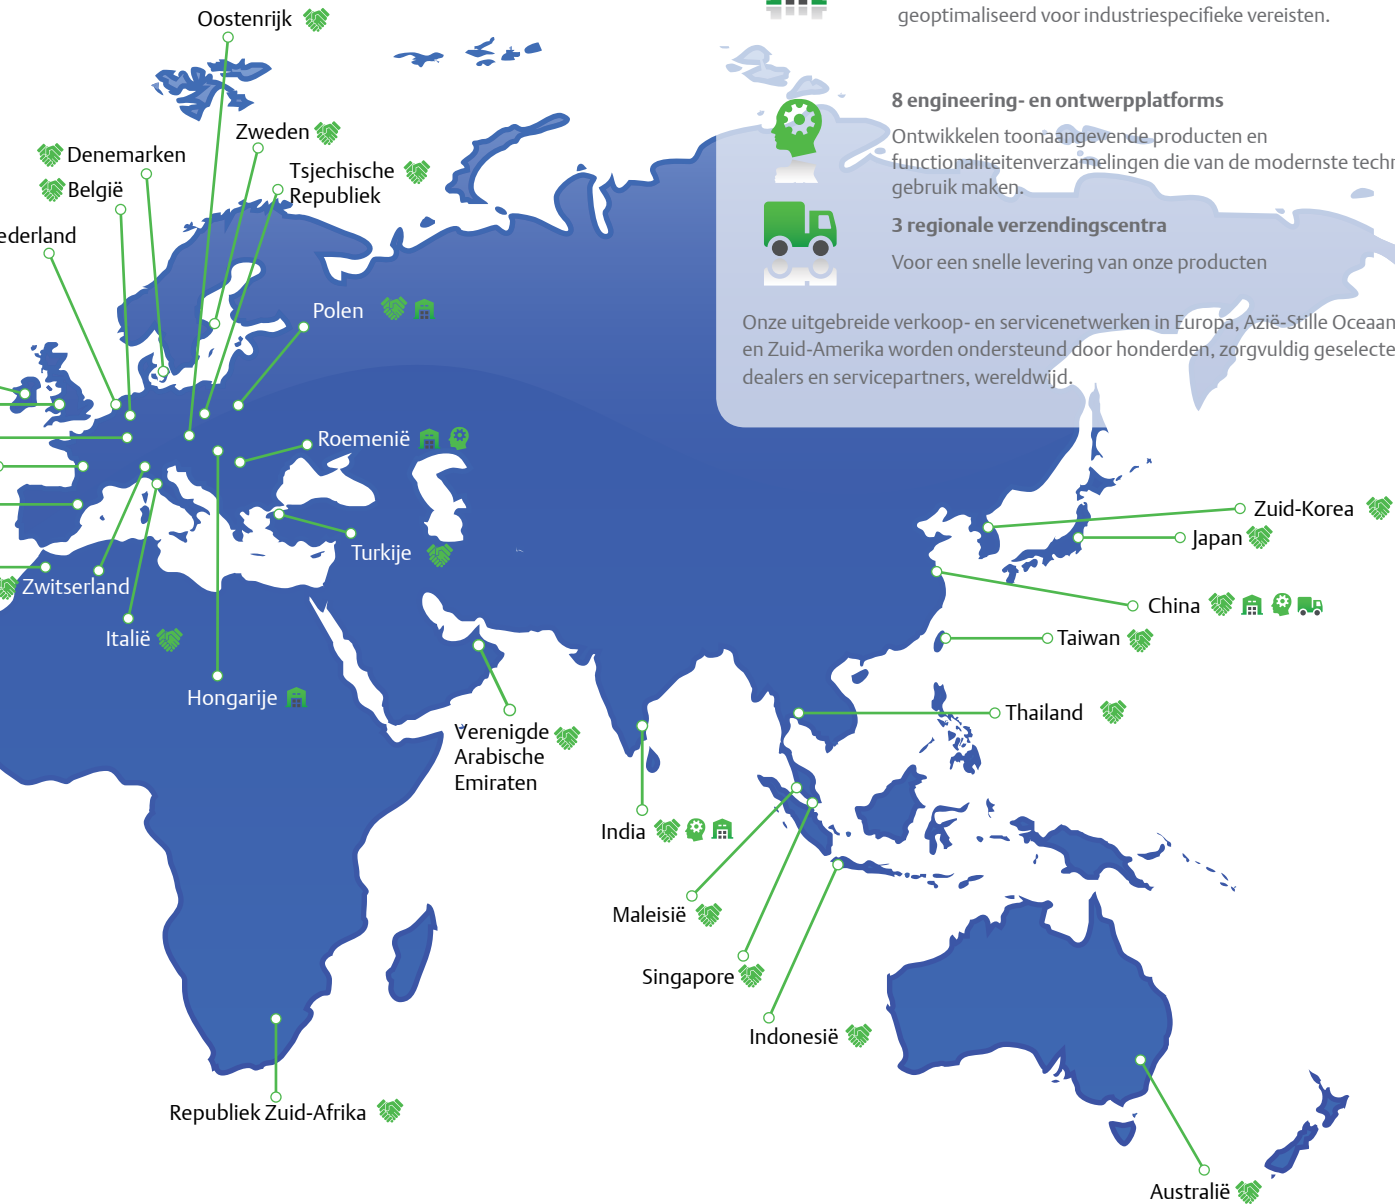 Oostenrijk
geoptimaliseerd voor industriespecifieke vereisten.
8 engineering- en ontwerpplatforms
Ontwikkelen toonaangevende producten en
functionaliteitenverzamelingen die van de modernste techn
gebruik maken.
3 regionale verzendingscentra
Voor een snelle levering van onze producten
Onze uitgebreide verkoop- en servicenetwerken in Europa, Azië-Stille Oceaan
en Zuid-Amerika worden ondersteund door honderden, zorgvuldig geselecte
dealers en servicepartners, wereldwijd.
Zweden
Denemarken
Tsjechische
Republiek
België
ederland
Polen
Roemenië
Turkije
Zwitserland
Italië
Hongarije
Verenigde
Arabische
Emiraten
Zuid-Korea
Japan
China
Taiwan
Thailand
India
Maleisië
Singapore
Indonesië
Republiek Zuid-Afrika
Australië